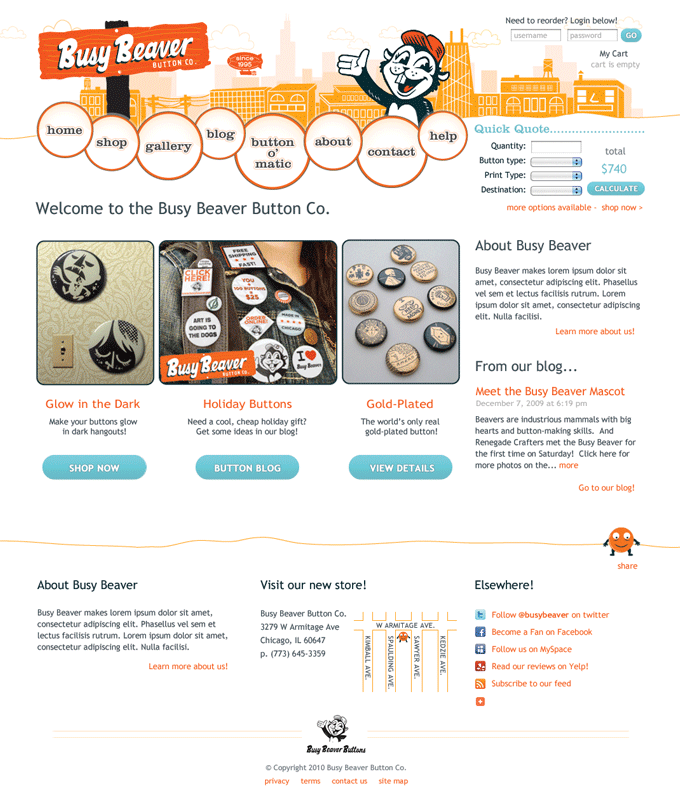 Need to reorder? Login below!
username password GO
My Cart
cart is empty
Busy Beaver
BUTTON CO.
since
1995
home
shop
gallery
blog
button
o'
matic
about
contact
help
Quick Quote
Quantity:
Button type:
Print Type:
Destination:
total
$740
CALCULATE
more options available - shop now >
Welcome to the Busy Beaver Button Co.
CLICK
HERE!
FREE
SHIPPING
FAST!
YOU +
100 BUTTONS
$25
ART IS
GOING TO
THE DOGS
ORDER
ONLINE!
MADE IN
CHICAGO
I
Busy Beaver
BUTTON CO.
Glow in the Dark
Make your buttons glow
in dark hangouts!
SHOP NOW
Holiday Buttons
Need a cool, cheap holiday gift?
Get some ideas in our blog!
BUTTON BLOG
Gold-Plated
The world's only real
gold-plated button!
VIEW DETAILS
About Busy Beaver
Busy Beaver makes lorem ipsum dolor sit
amet, consectetur adipiscing elit. Phasellus
vel sem et lectus facilisis rutrum. Lorem
ipsum dolor sit amet, consectetur adipiscing
elit. Nulla facilisi.
Learn more about us!
From our blog...
Meet the Busy Beaver Mascot
December 7, 2009 at 6:19 pm
Beavers are industrious mammals with big
hearts and button-making skills. And
Renegade Crafters met the Busy Beaver for
the first time on Saturday! Click here for
more photos on the... more
Go to our blog!
share
About Busy Beaver
Busy Beaver makes lorem ipsum dolor sit amet,
consectetur adipiscing elit. Phasellus vel sem et
lectus facilisis rutrum. Lorem ipsum dolor sit amet,
consectetur adipiscing elit. Nulla facilisi.
Learn more about us!
Visit our new store!
Busy Beaver Button Co.
3279 W Armitage Ave
Chicago, IL 60647
p. (773) 645-3359
W ARMITAGE AVE.
KIMBALL AVE.
SPAULDING AVE.
SAWYER AVE.
KEDZIE AVE.
Elsewhere!
Follow @busybeaver on twitter
Become a Fan on Facebook
Follow us on MySpace
Read our reviews on Yelp!
Subscribe to our feed
Busy Beaver Buttons
© Copyright 2010 Busy Beaver Button Co.
privacy terms contact us site map